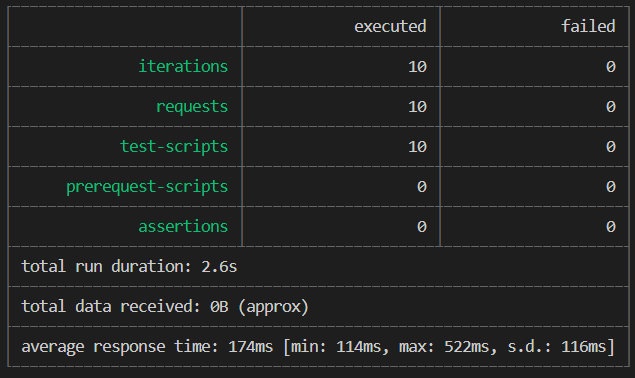 executed failed
iterations 10 0
requests 10 0
test-scripts 10 0
prerequest-scripts 0 0
assertions 0 0
total run duration: 2.6s
total data received: 0B (approx)
average response time: 174ms [min: 114ms, max: 522ms, s.d.: 116ms]